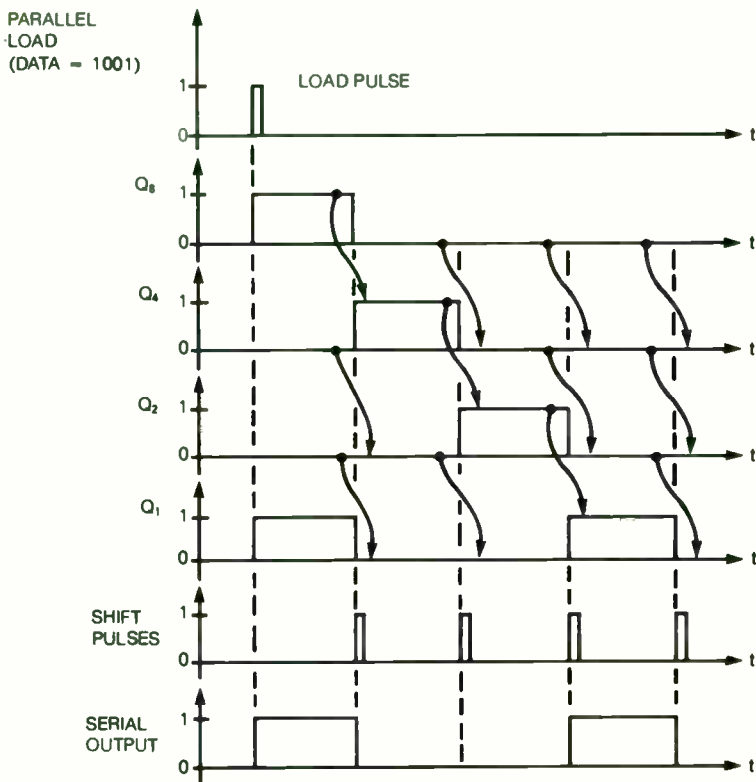 PARALLEL
LOAD
(DATA = 1001)
1
LOAD PULSE
0
t
Q8
1
0
t
Q4
1
0
t
Q2
1
0
t
Q1
1
0
t
SHIFT
PULSES
1
0
t
SERIAL
OUTPUT
1
0
t